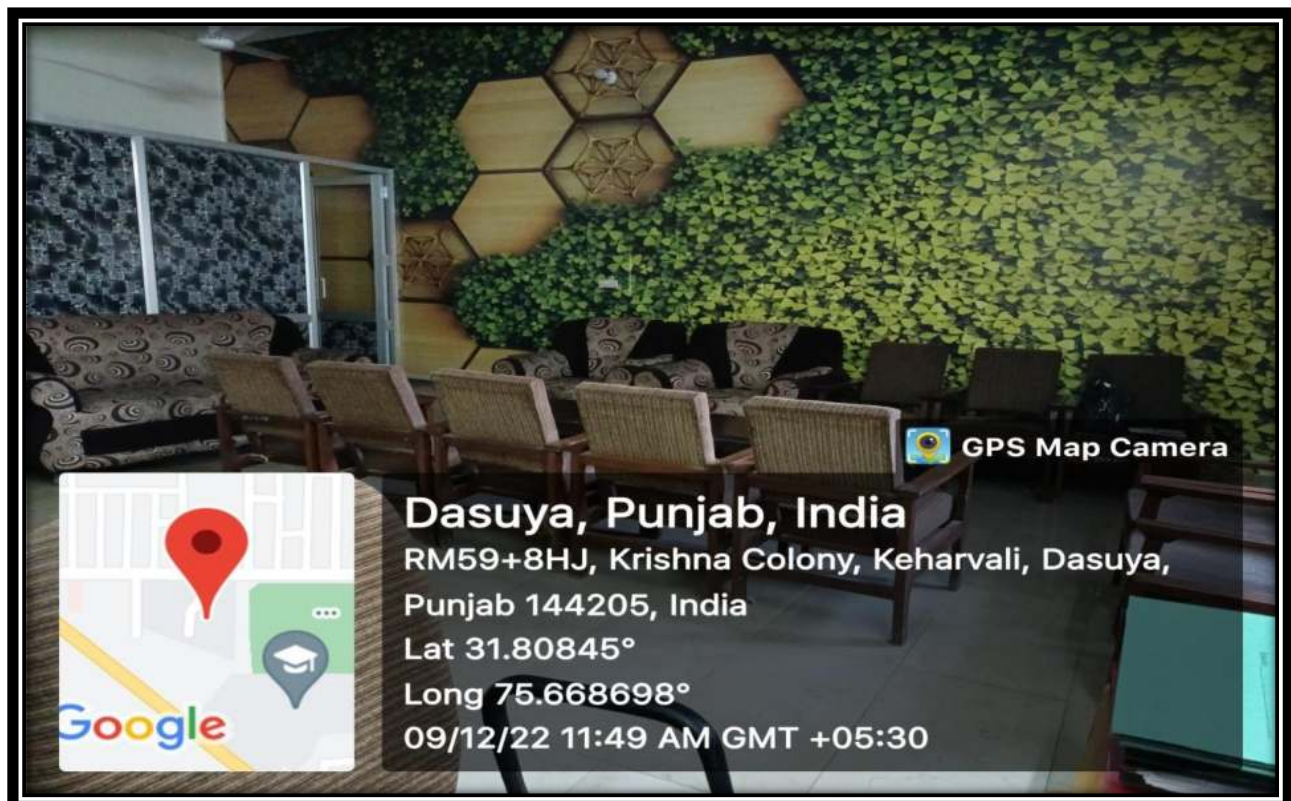 GPS Map Camera
Dasuya, Punjab, India
RM59+8HJ, Krishna Colony, Keharvali, Dasuya,
Punjab 144205, India
Lat 31.80845°
Long 75.668698°
09/12/22 11:49 AM GMT +05:30
Google